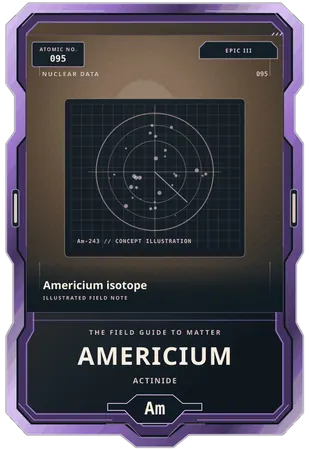 ATOMIC NO.
095
EPIC III
NUCLEAR DATA
095
Am-243 // CONCEPT ILLUSTRATION
Americium isotope
ILLUSTRATED FIELD NOTE
THE FIELD GUIDE TO MATTER
AMERICIUM
ACTINIDE
Am